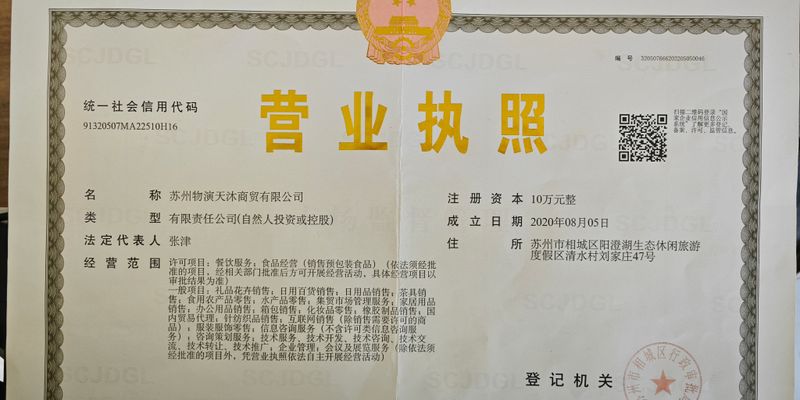 编 号 320507666202205050046
统一社会信用代码
91320507MA22510H16
营业执照
扫描二维码登录“国
家企业信用信息公示
系统”了解更多登记、
备案、许可、监管信息。
名 称 苏州物演天沐商贸有限公司
类 型 有限责任公司(自然人投资或控股)
法定代表人 张津
经营范围 许可项目：餐饮服务；食品经营（销售预包装食品）（依法须经批
准的项目，经相关部门批准后方可开展经营活动，具体经营项目以
审批结果为准）
一般项目：礼品花卉销售；日用百货销售；日用品销售；茶具销
售；食用农产品零售；水产品零售；集贸市场管理服务；家居用品
销售；办公用品销售；箱包销售；化妆品零售；橡胶制品销售；国
内贸易代理；针纺织品销售；互联网销售（除销售需要许可的商
品）；服装服饰零售；信息咨询服务（不含许可类信息咨询服
务）；咨询策划服务；技术服务、技术开发、技术咨询、技术交
流、技术转让、技术推广；企业管理；会议及展览服务（除依法须
经批准的项目外，凭营业执照依法自主开展经营活动）
注册资本 10万元整
成立日期 2020年08月05日
住 所 苏州市相城区阳澄湖生态休闲旅游
度假区清水村刘家庄47号
登记机关
苏州市相城区行政审批局
SCJDGL
SCJDGL
SCJDGL
SCJDGL